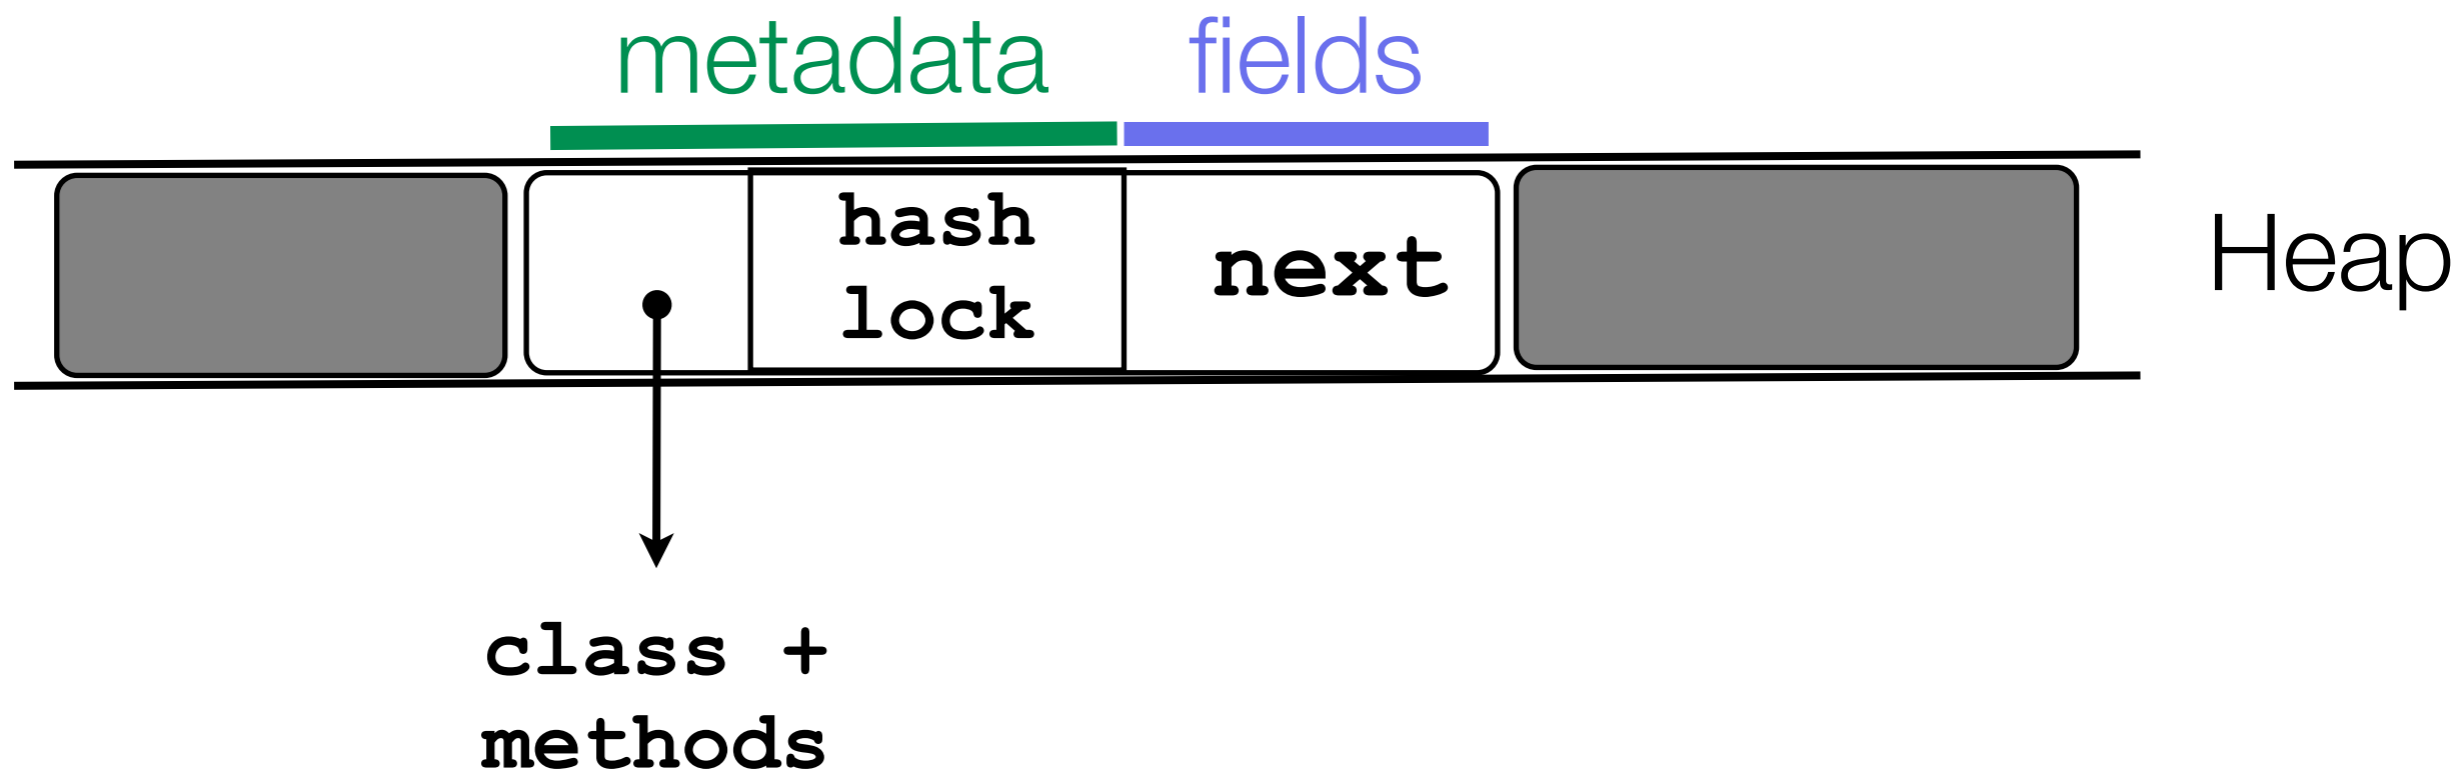 metadata
fields
hash
lock
next
Heap
class +
methods